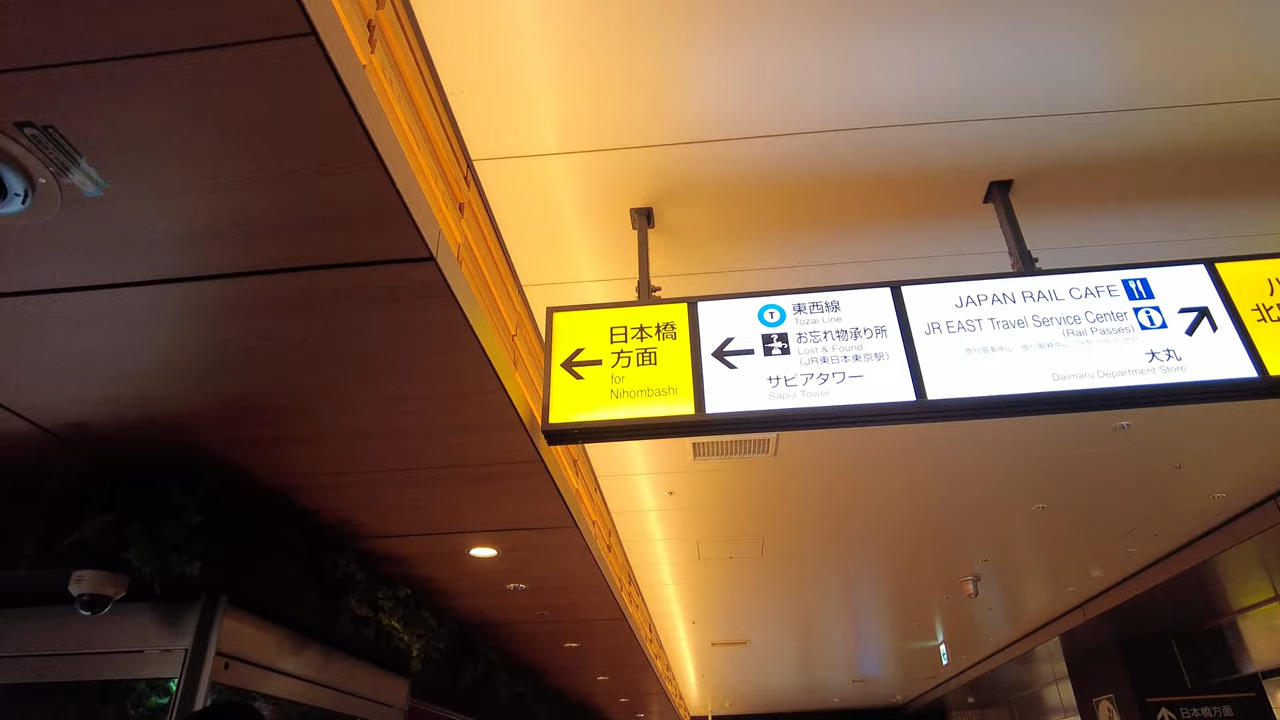 日本橋
方面
for
Nihombashi
T 東西線
Tozai Line
お忘れ物承り所
Lost & Found
(JR東日本東京駅)
サピアタワー
Sapia Tower
JAPAN RAIL CAFE
JR EAST Travel Service Center
(Rail Passes)
大丸
Daimaru Department Store
北
日本橋方面